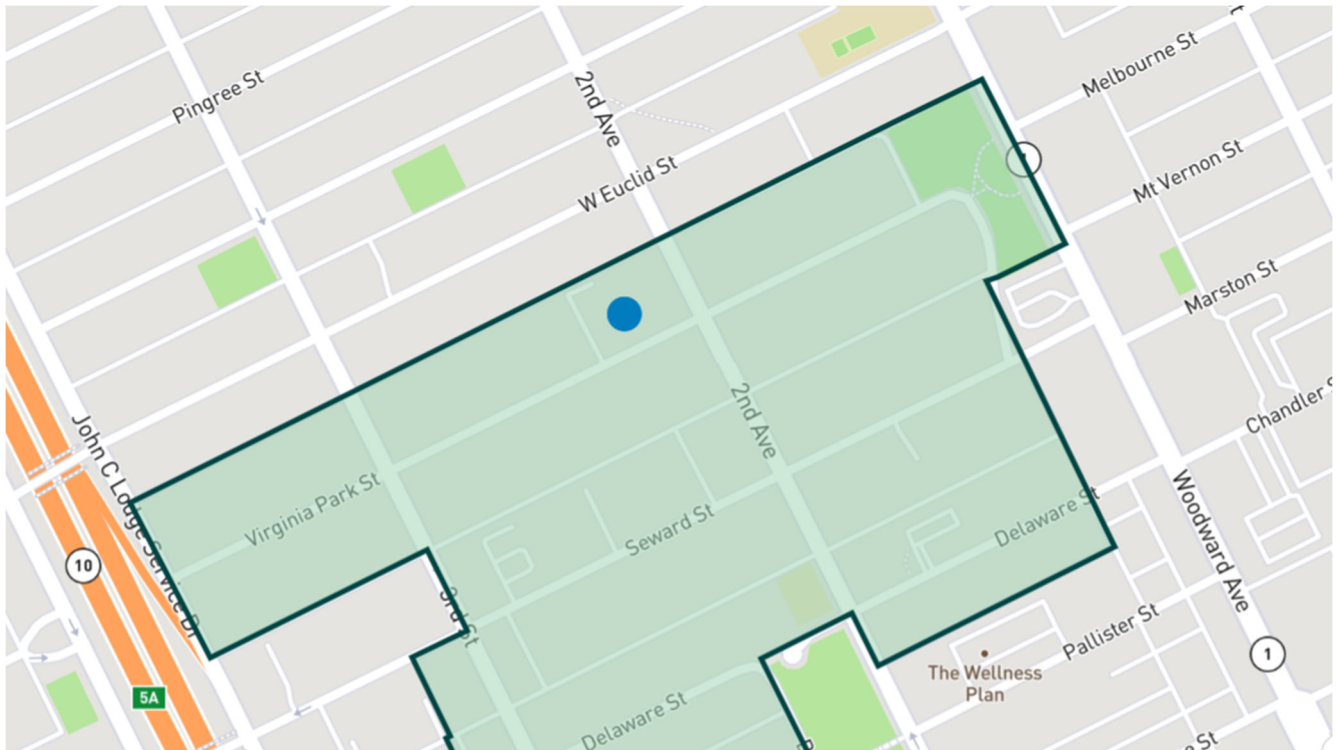 Pingree St
2nd Ave
Melbourne St
W Euclid St
Mt Vernon St
Marston St
2nd Ave
Chandler S
John C Lodge Service Dr
Virginia Park St
Seward St
Delaware St
Woodward Ave
10
3rd St
Pallister St
The Wellness
Plan
1
5A
Delaware St
St